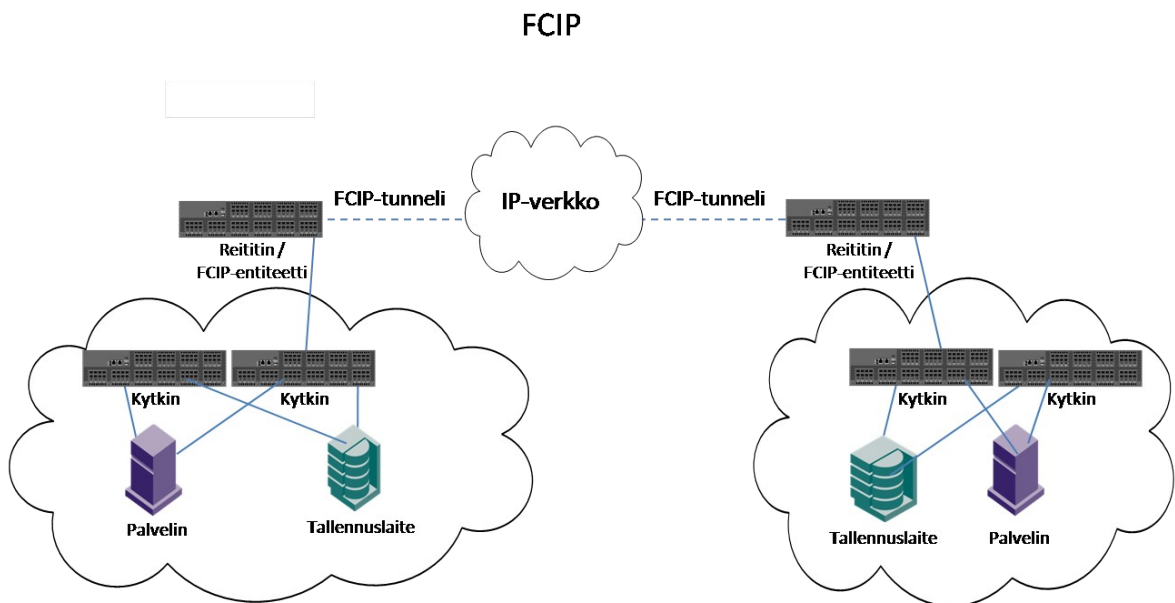 FCIP
FCIP-tunneli
IP-verkko
FCIP-tunneli
Reititin /
FCIP-entiteetti
Reititin /
FCIP-entiteetti
Kytkin
Kytkin
Kytkin
Kytkin
Palvelin
Tallennuslaite
Tallennuslaite
Palvelin